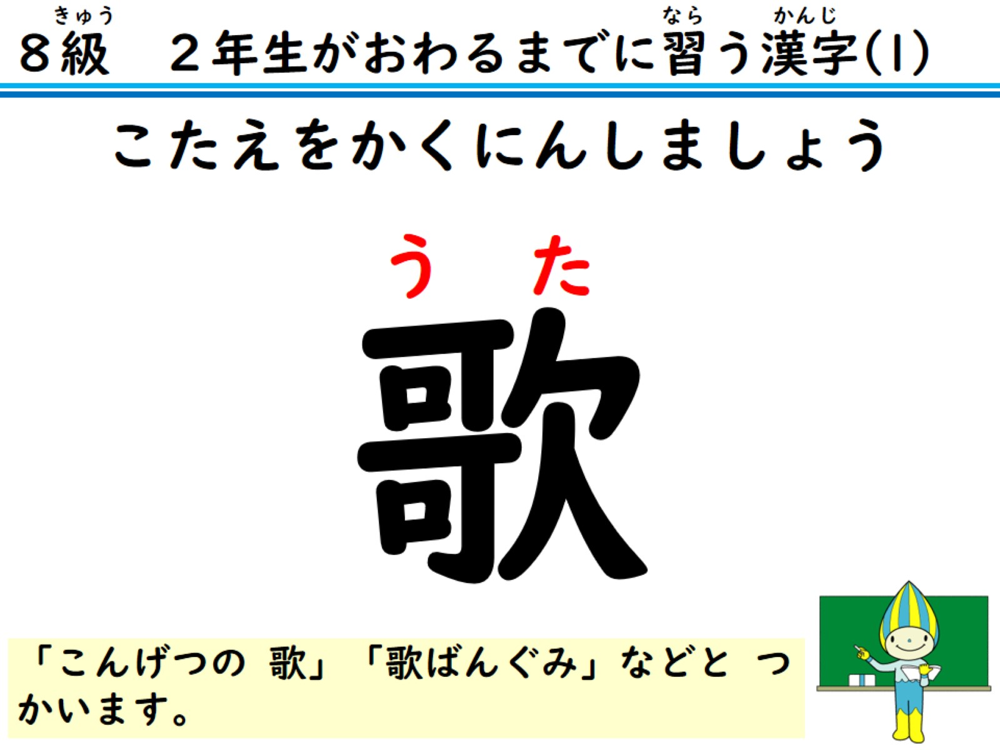 きゅう なら かんじ
８級　２年生がおわるまでに習う漢字(1)
こたえをかくにんしましょう
うた
歌
「こんげつの 歌」「歌ばんぐみ」などと つ
かいます。